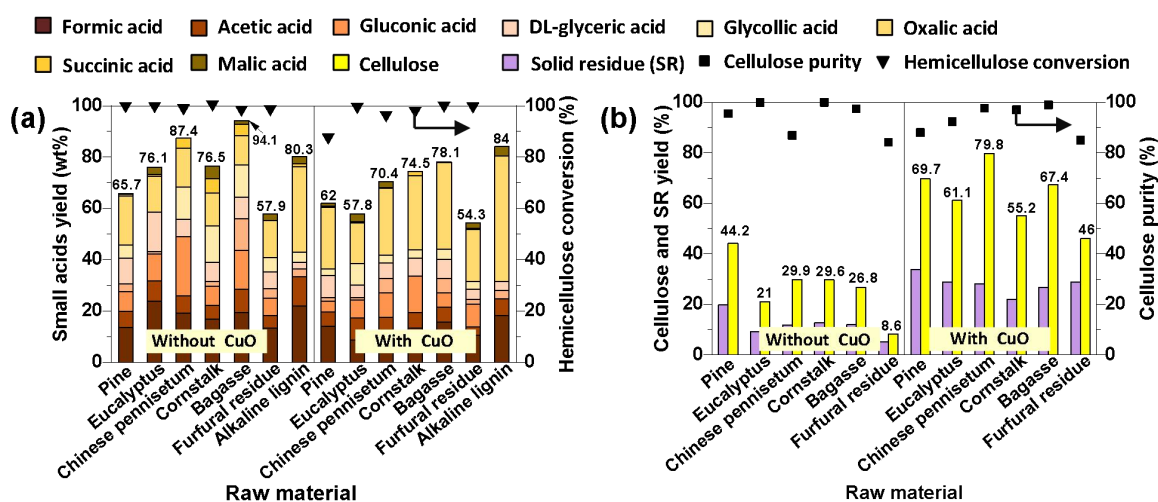 Formic acid Acetic acid Gluconic acid DL-glyceric acid Glycollic acid Oxalic acid
Succinic acid Malic acid Cellulose Solid residue (SR) Cellulose purity Hemicellulose conversion
(a)
Small acids yield (wt%)
100
80
60
40
20
0
65.7
76.1
87.4
76.5
94.1
57.9
80.3
62
57.8
70.4
74.5
78.1
54.3
84
Without CuO
With CuO
100
80
60
40
20
0
Hemicellulose conversion (%)
Pine
Eucalyptus
Chinese pennisetum
Cornstalk
Bagasse
Furfural residue
Alkaline lignin
Pine
Eucalyptus
Chinese pennisetum
Cornstalk
Bagasse
Furfural residue
Alkaline lignin
Raw material
(b)
Cellulose and SR yield (%)
100
80
60
40
20
0
44.2
21
29.9
29.6
26.8
8.6
69.7
61.1
79.8
55.2
67.4
46
Without CuO
With CuO
100
80
60
40
20
0
Cellulose purity (%)
Pine
Eucalyptus
Chinese pennisetum
Cornstalk
Bagasse
Furfural residue
Pine
Eucalyptus
Chinese pennisetum
Cornstalk
Bagasse
Furfural residue
Raw material